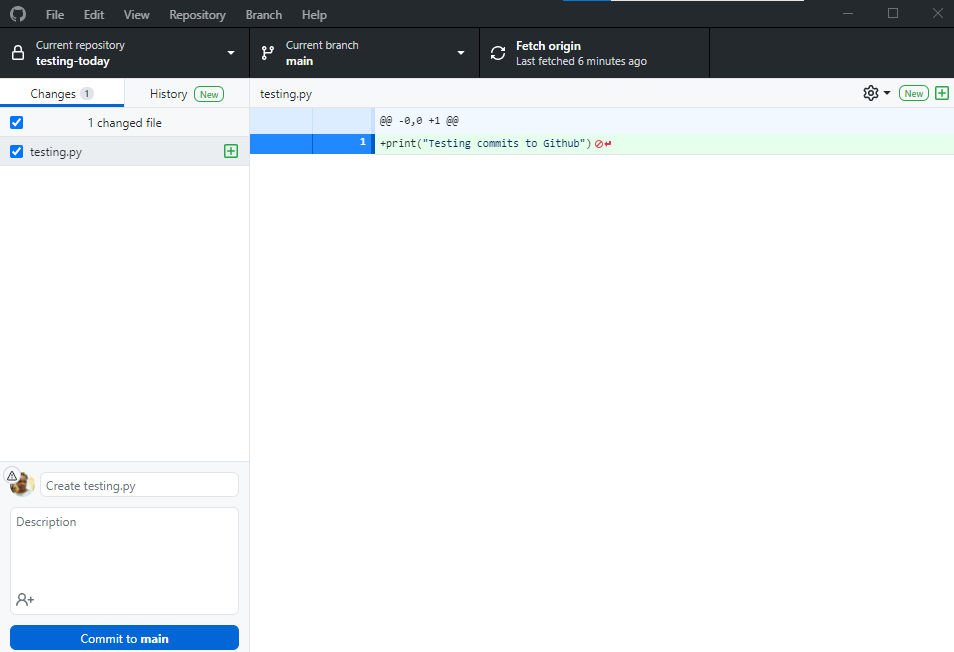 File Edit View Repository Branch Help
Current repository
testing-today
Current branch
main
Fetch origin
Last fetched 6 minutes ago
Changes 1
History New
testing.py
New
1 changed file
@@ -0,0 +1 @@
testing.py
1 +print("Testing commits to Github")
Create testing.py
Description
Commit to main